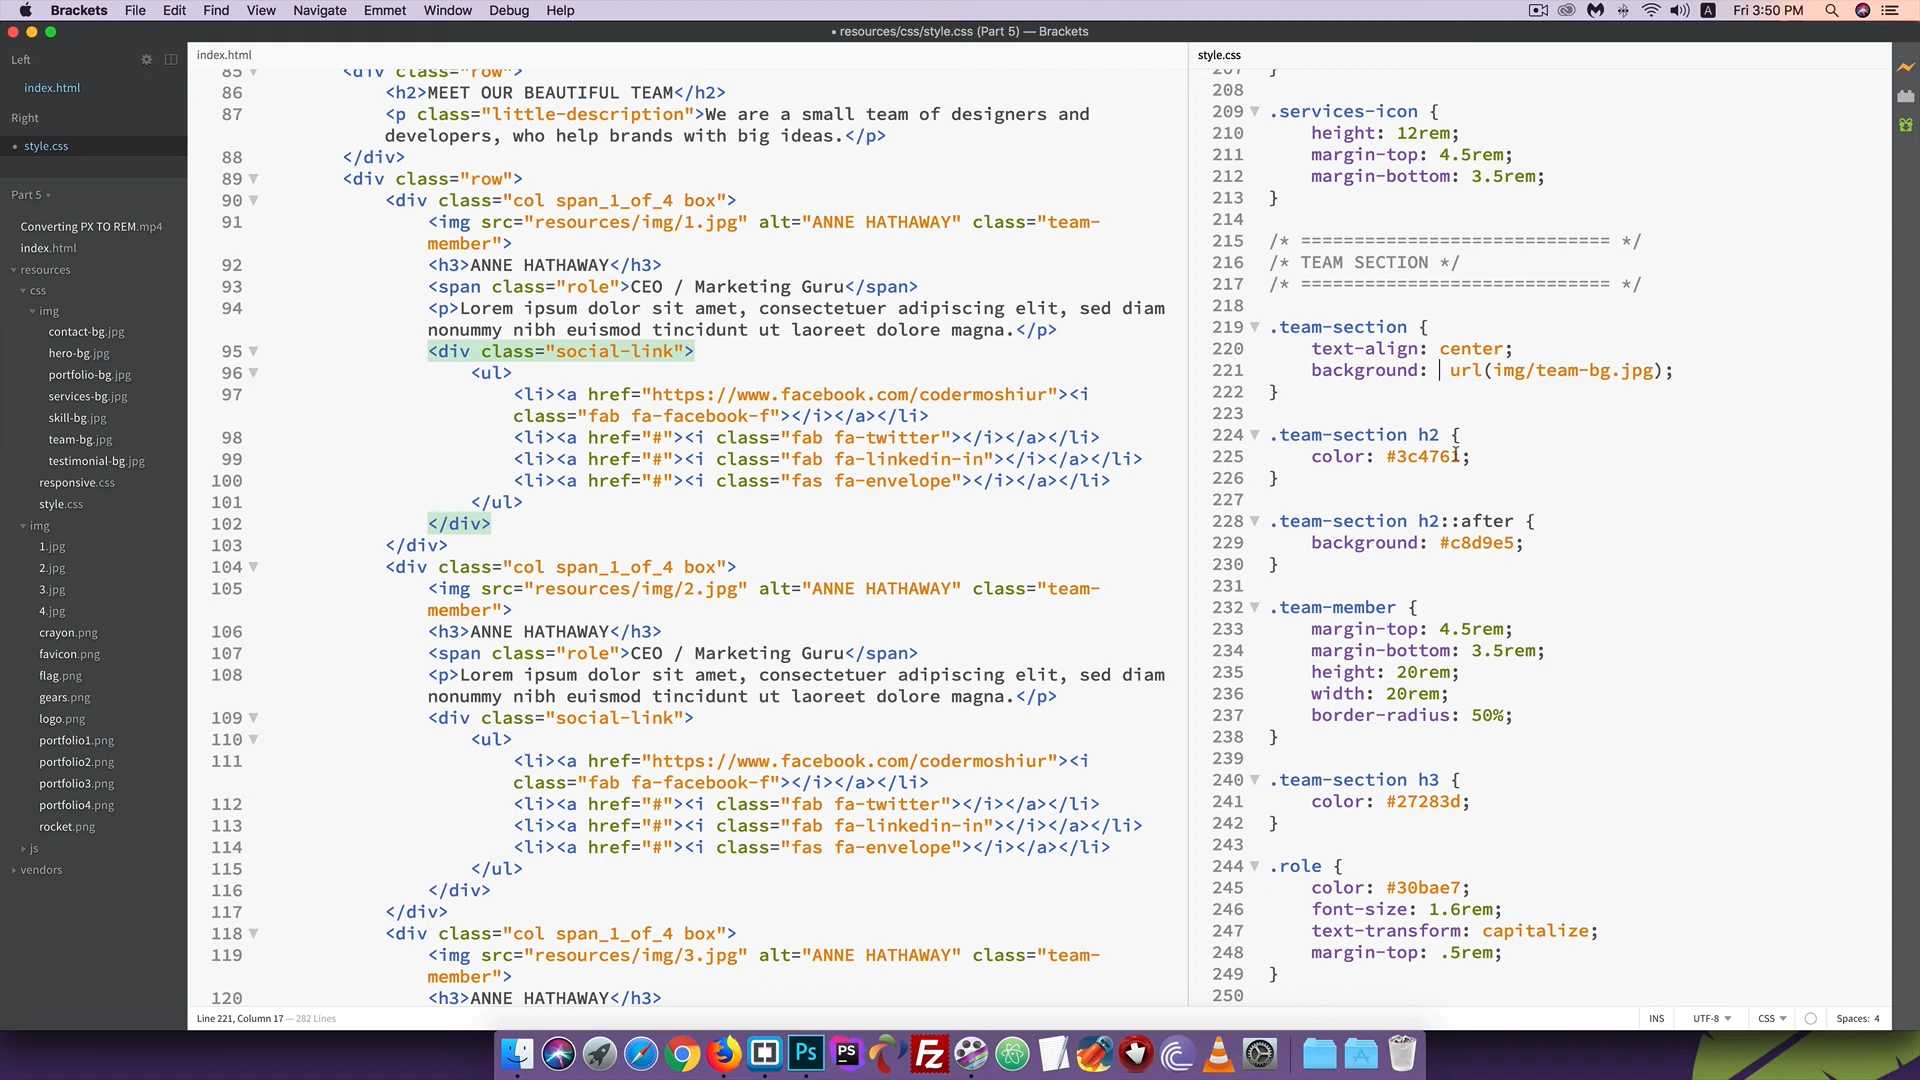 Brackets File Edit Find View Navigate Emmet Window Debug Help Fri 3:50 PM
• resources/css/style.css (Part 5) — Brackets
Left
index.html
Right
• style.css
Part 5
Converting PX TO REM.mp4
index.html
resources
css
img
contact-bg.jpg
hero-bg.jpg
portfolio-bg.jpg
services-bg.jpg
skill-bg.jpg
team-bg.jpg
testimonial-bg.jpg
responsive.css
style.css
img
1.jpg
2.jpg
3.jpg
4.jpg
crayon.png
favicon.png
flag.png
gears.png
logo.png
portfolio1.png
portfolio2.png
portfolio3.png
portfolio4.png
rocket.png
js
vendors
index.html
85 <div class="row">
86 <h2>MEET OUR BEAUTIFUL TEAM</h2>
87 <p class="little-description">We are a small team of designers and
developers, who help brands with big ideas.</p>
88 </div>
89 <div class="row">
90 <div class="col span_1_of_4 box">
91 <img src="resources/img/1.jpg" alt="ANNE HATHAWAY" class="team-
member">
92 <h3>ANNE HATHAWAY</h3>
93 <span class="role">CEO / Marketing Guru</span>
94 <p>Lorem ipsum dolor sit amet, consectetuer adipiscing elit, sed diam
nonummy nibh euismod tincidunt ut laoreet dolore magna.</p>
95 <div class="social-link">
96 <ul>
97 <li><a href="https://www.facebook.com/codermoshiur"><i
class="fab fa-facebook-f"></i></a></li>
98 <li><a href="#"><i class="fab fa-twitter"></i></a></li>
99 <li><a href="#"><i class="fab fa-linkedin-in"></i></a></li>
100 <li><a href="#"><i class="fas fa-envelope"></i></a></li>
101 </ul>
102 </div>
103 </div>
104 <div class="col span_1_of_4 box">
105 <img src="resources/img/2.jpg" alt="ANNE HATHAWAY" class="team-
member">
106 <h3>ANNE HATHAWAY</h3>
107 <span class="role">CEO / Marketing Guru</span>
108 <p>Lorem ipsum dolor sit amet, consectetuer adipiscing elit, sed diam
nonummy nibh euismod tincidunt ut laoreet dolore magna.</p>
109 <div class="social-link">
110 <ul>
111 <li><a href="https://www.facebook.com/codermoshiur"><i
class="fab fa-facebook-f"></i></a></li>
112 <li><a href="#"><i class="fab fa-twitter"></i></a></li>
113 <li><a href="#"><i class="fab fa-linkedin-in"></i></a></li>
114 <li><a href="#"><i class="fas fa-envelope"></i></a></li>
115 </ul>
116 </div>
117 </div>
118 <div class="col span_1_of_4 box">
119 <img src="resources/img/3.jpg" alt="ANNE HATHAWAY" class="team-
member">
120 <h3>ANNE HATHAWAY</h3>
style.css
207 }
208
209 .services-icon {
210 height: 12rem;
211 margin-top: 4.5rem;
212 margin-bottom: 3.5rem;
213 }
214
215 /* ============================= */
216 /* TEAM SECTION */
217 /* ============================= */
218
219 .team-section {
220 text-align: center;
221 background: url(img/team-bg.jpg);
222 }
223
224 .team-section h2 {
225 color: #3c4761;
226 }
227
228 .team-section h2::after {
229 background: #c8d9e5;
230 }
231
232 .team-member {
233 margin-top: 4.5rem;
234 margin-bottom: 3.5rem;
235 height: 20rem;
236 width: 20rem;
237 border-radius: 50%;
238 }
239
240 .team-section h3 {
241 color: #27283d;
242 }
243
244 .role {
245 color: #30bae7;
246 font-size: 1.6rem;
247 text-transform: capitalize;
248 margin-top: .5rem;
249 }
250
Line 221, Column 17 — 282 Lines
INS UTF-8 CSS Spaces: 4
Ps PS FZ